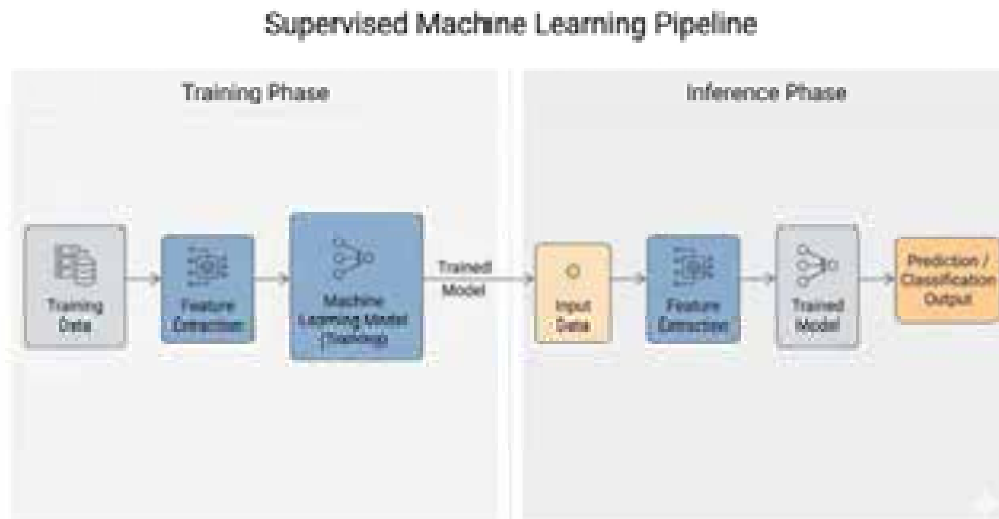 Supervised Machine Learning Pipeline
Training Phase
Training
Data
Feature
Extraction
Machine
Learning Model
(Training)
Trained
Model
Inference Phase
Input
Data
Feature
Extraction
Trained
Model
Prediction /
Classification
Output